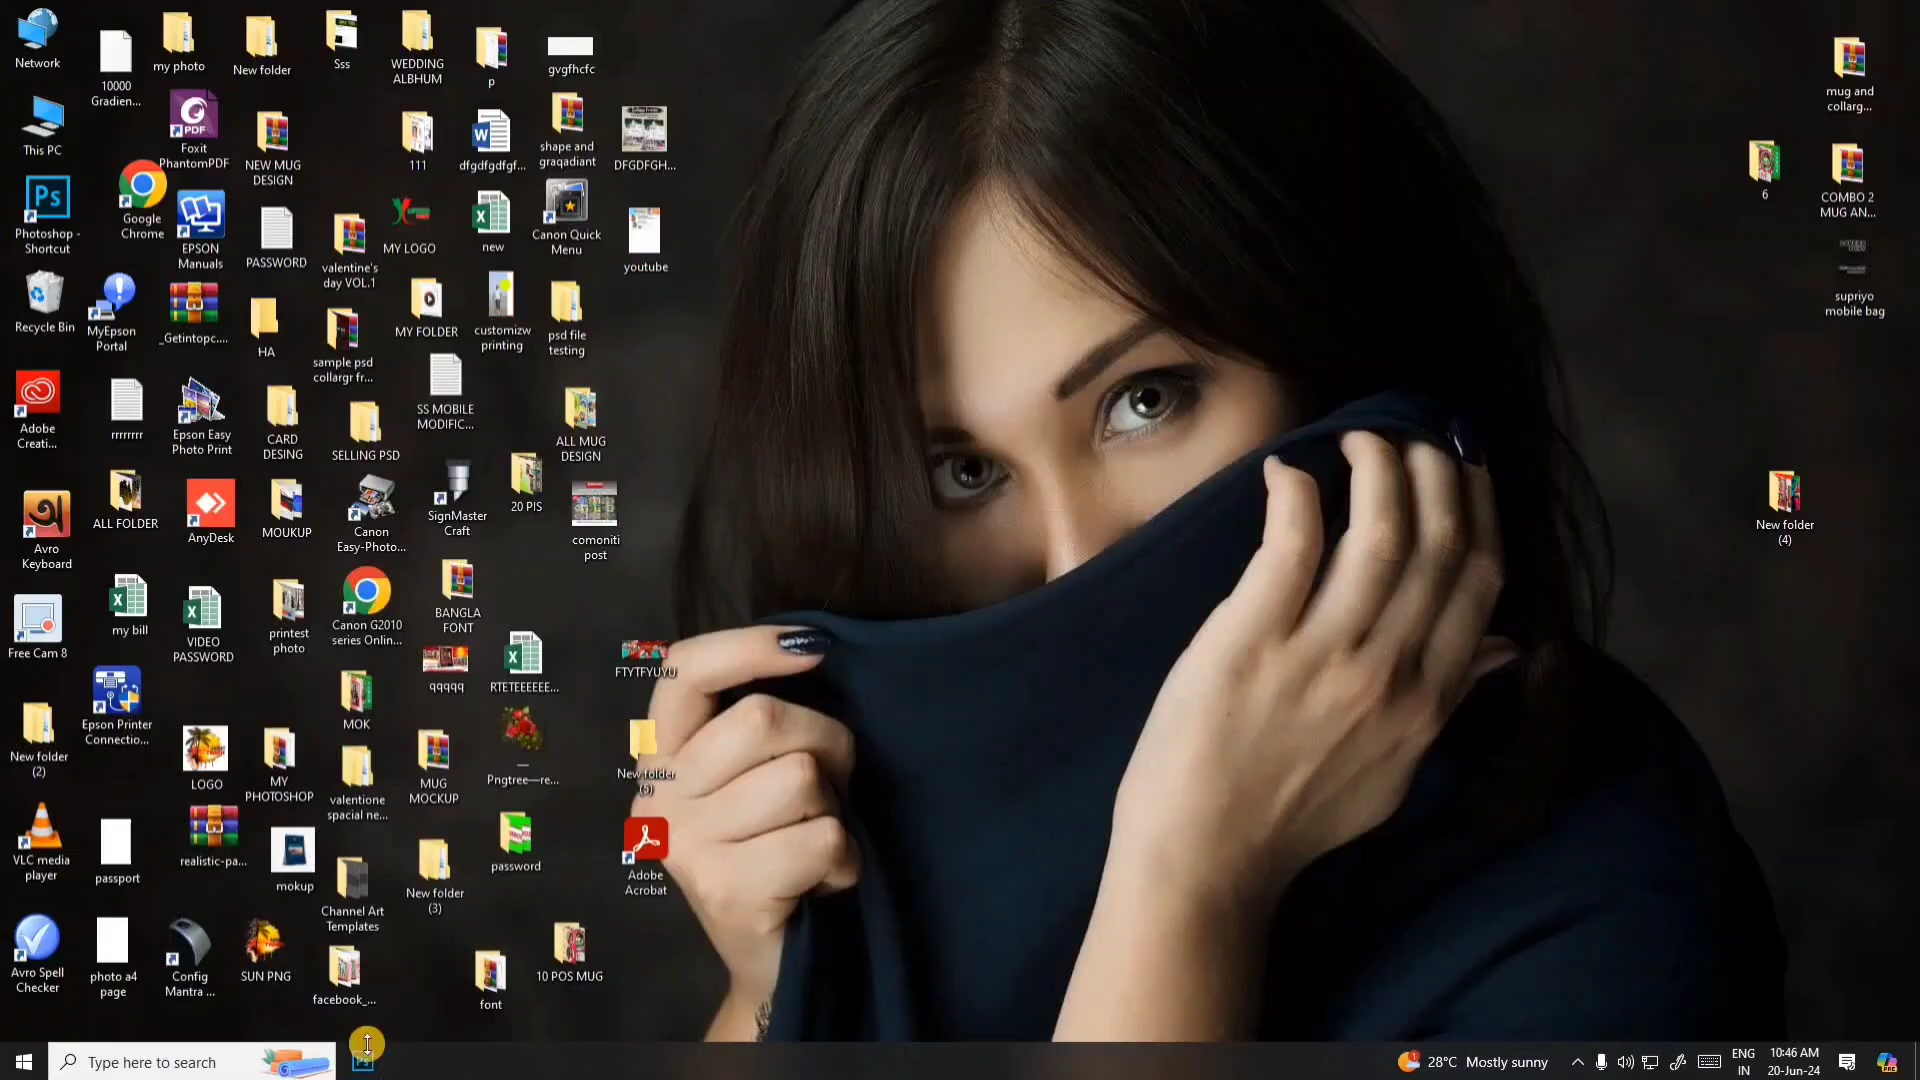 Network
10000
Gradien...
my photo
New folder
Sss
WEDDING
ALBHUM
p
gvgfhcfc
mug and
collarg...
This PC
PDF
Foxit
PhantomPDF
NEW MUG
DESIGN
111
W
dfgdfgdfgf...
shape and
graqadiant
DFGDFGH...
6
COMBO 2
MUG AN...
Ps
Photoshop -
Shortcut
Google
Chrome
EPSON
Manuals
PASSWORD
valentine's
day VOL.1
MY LOGO
X
new
Canon Quick
Menu
youtube
supriyo
mobile bag
Recycle Bin
MyEpson
Portal
_Getintopc....
HA
sample psd
collargr fr...
MY FOLDER
customizw
printing
psd file
testing
Adobe
Creati...
rrrrrrrr
Epson Easy
Photo Print
CARD
DESING
SELLING PSD
SS MOBILE
MODIFIC...
ALL MUG
DESIGN
Avro
Keyboard
ALL FOLDER
AnyDesk
MOUKUP
Canon
Easy-Photo...
SignMaster
Craft
20 PIS
comoniti
post
New folder
(4)
Free Cam 8
X
my bill
X
VIDEO
PASSWORD
printest
photo
Canon G2010
series Onlin...
BANGLA
FONT
qqqqq
X
RTETEEEEEE...
FTYTFYUYU
New folder
(2)
Epson Printer
Connectio...
LOGO
MY
PHOTOSHOP
MOK
valentione
spacial ne...
MUG
MOCKUP
Pngtree—re...
New folder
(5)
VLC media
player
passport
realistic-pa...
mokup
Channel Art
Templates
New folder
(3)
password
Adobe
Acrobat
Avro Spell
Checker
photo a4
page
Config
Mantra ...
SUN PNG
facebook_...
font
10 POS MUG
Type here to search
Ps
1
28°C Mostly sunny
ENG
IN
10:46 AM
20-Jun-24
PRE